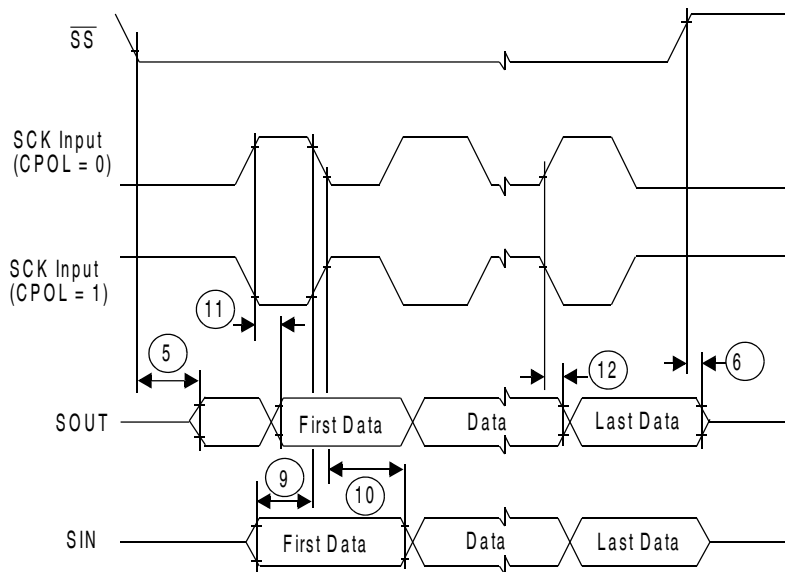 SS
SCK Input
(CPOL = 0)
SCK Input
(CPOL = 1)
11
5
12
6
SOUT
First Data
Data
Last Data
9
10
SIN
First Data
Data
Last Data